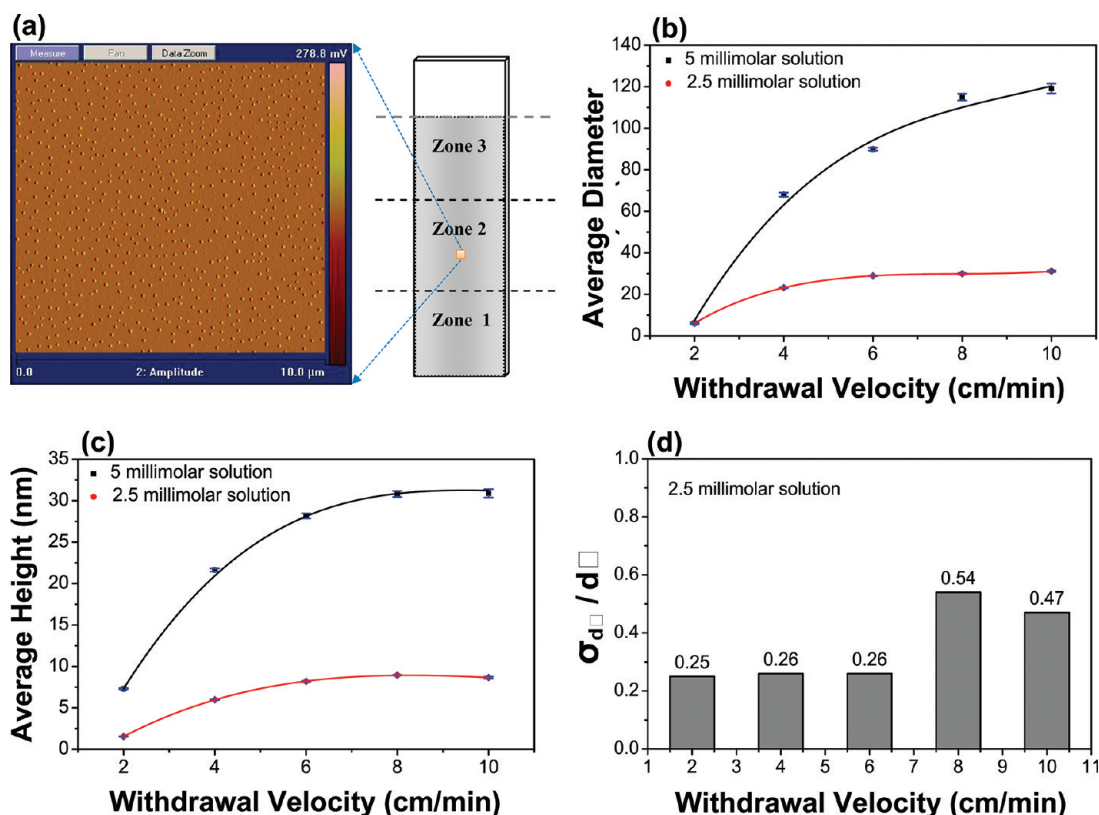 (a)
Measure
Pan
Data Zoom
278.8 mV
0.0
2: Amplitude
10.0 µm
Zone 3
Zone 2
Zone 1
(b)
5 millimolar solution
2.5 millimolar solution
Average Diameter
140
120
100
80
60
40
20
0
2 4 6 8 10
Withdrawal Velocity (cm/min)
(c)
5 millimolar solution
2.5 millimolar solution
Average Height (nm)
35
30
25
20
15
10
5
0
2 4 6 8 10
Withdrawal Velocity (cm/min)
(d)
2.5 millimolar solution
σd□ / d□
1.0
0.8
0.6
0.4
0.2
0.0
0.25
0.26
0.26
0.54
0.47
1 2 3 4 5 6 7 8 9 10 11
Withdrawal Velocity (cm/min)